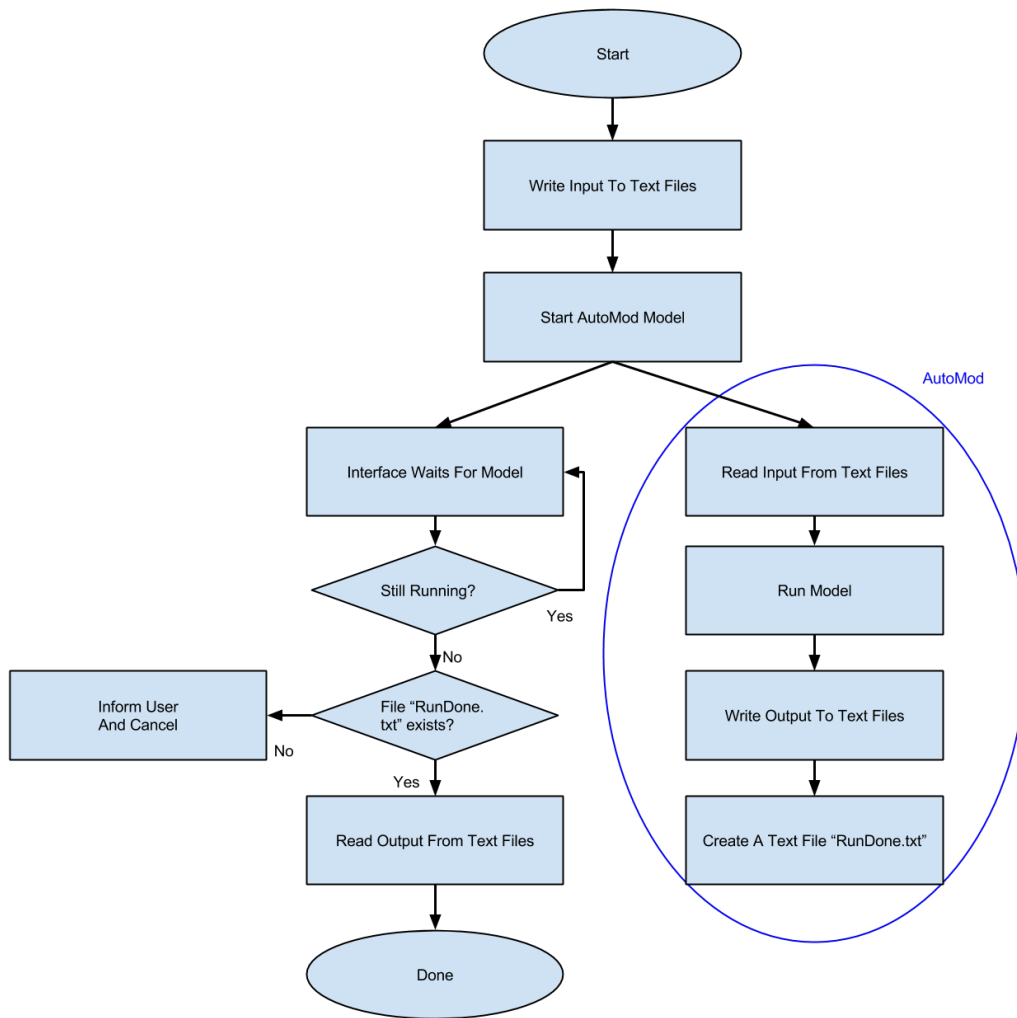 Start
Write Input To Text Files
Start AutoMod Model
AutoMod
Interface Waits For Model
Read Input From Text Files
Still Running?
Yes
Run Model
No
Inform User
And Cancel
File “RunDone.
txt” exists?
No
Write Output To Text Files
Yes
Read Output From Text Files
Create A Text File “RunDone.txt”
Done